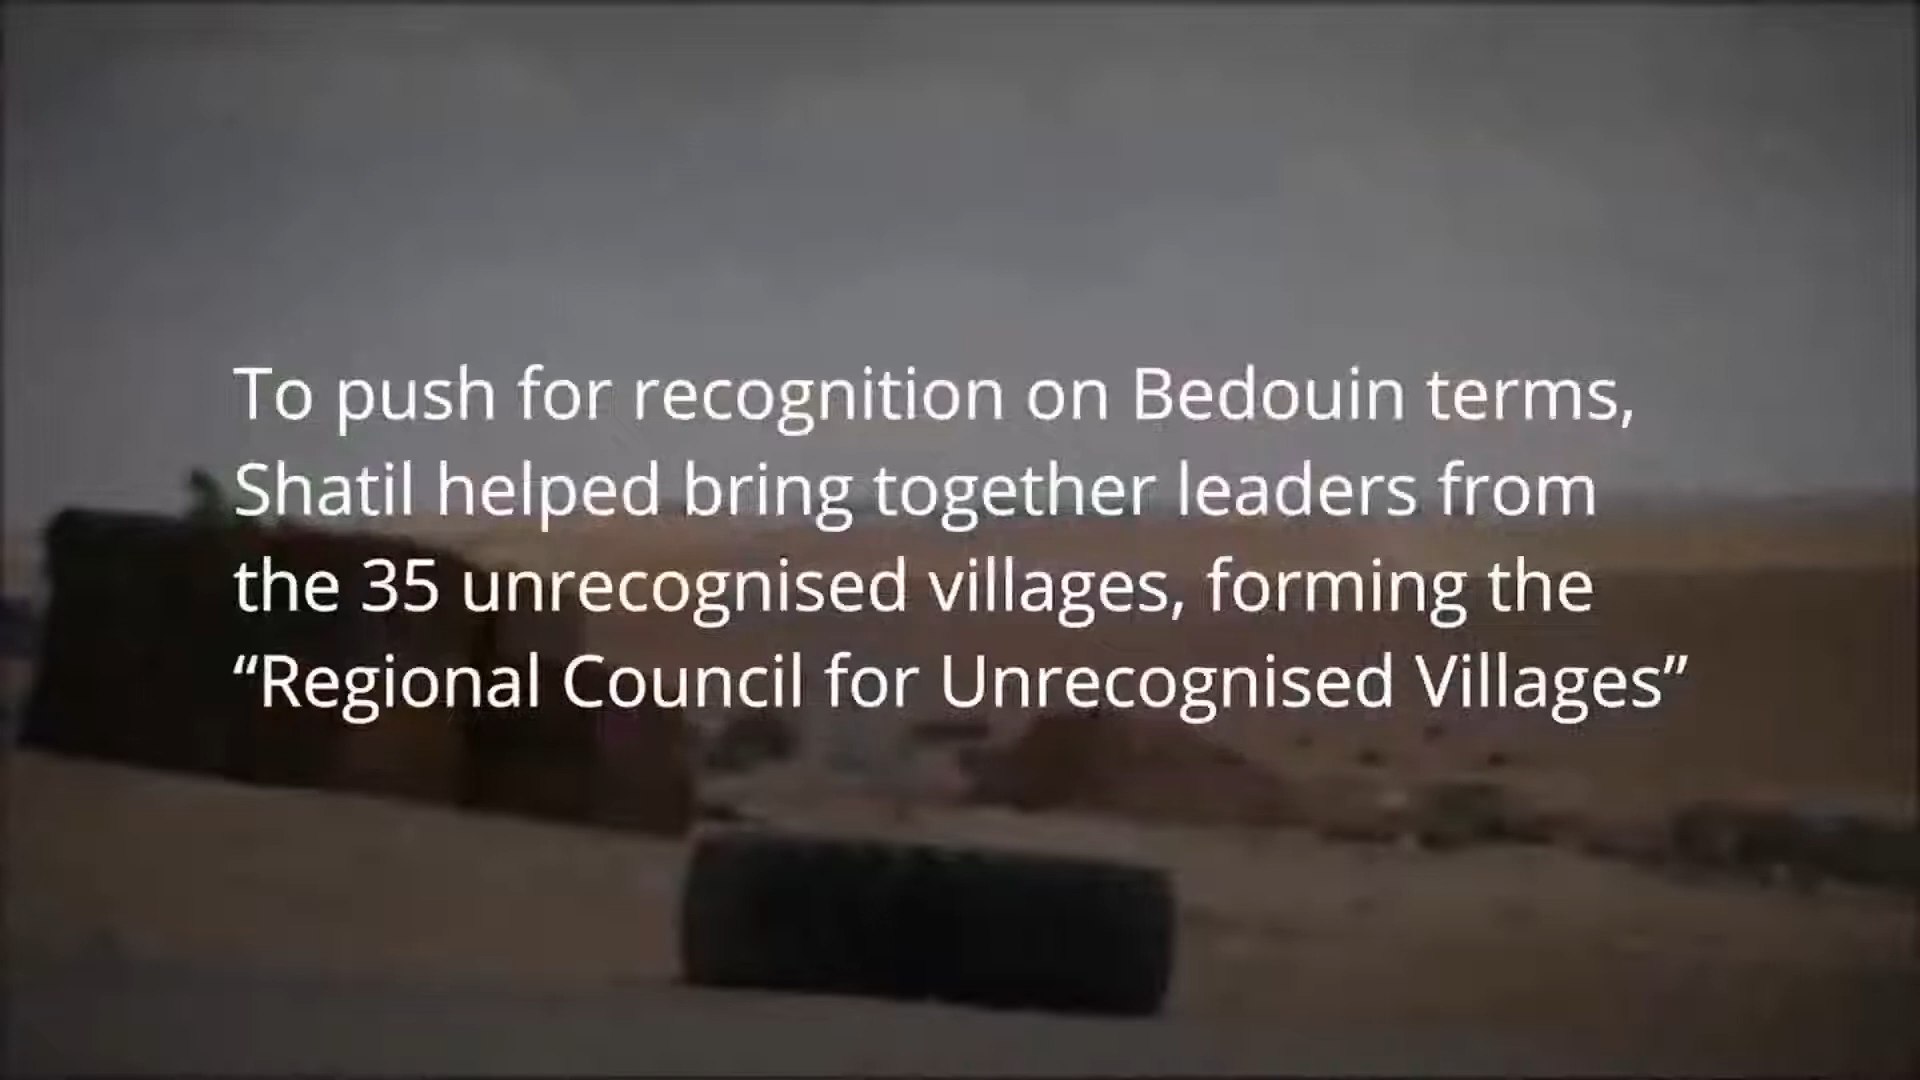 To push for recognition on Bedouin terms,
Shatil helped bring together leaders from
the 35 unrecognised villages, forming the
“Regional Council for Unrecognised Villages”